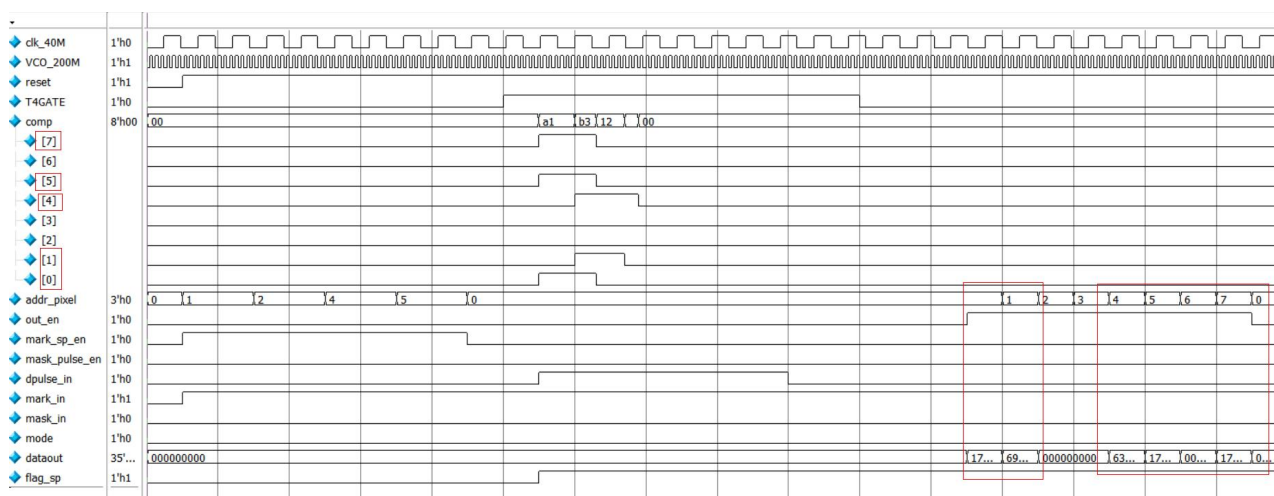 clk_40M 1'h0
VCO_200M 1'h1
reset 1'h1
T4GATE 1'h0
comp 8'h00 00 a1 b3 12 00
[7]
[6]
[5]
[4]
[3]
[2]
[1]
[0]
addr_pixel 3'h0 0 1 2 4 5 0 1 2 3 4 5 6 7 0
out_en 1'h0
mark_sp_en 1'h0
mask_pulse_en 1'h0
dpulse_in 1'h0
mark_in 1'h1
mask_in 1'h0
mode 1'h0
dataout 35'... 000000000 17... 69... 000000000 63... 17... 00... 17... 0...
flag_sp 1'h1